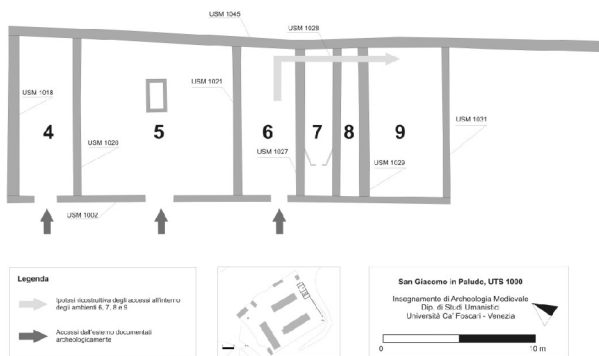 USM 1045
USM 1028
USM 1021
USM 1018
4
5
6
7
8
9
USM 1031
USM 1020
USM 1027
USM 1029
USM 1002
Legenda
Ipotesi ricostruttiva degli accessi all'interno
degli ambienti 6, 7, 8 e 9
Accessi dall'esterno documentati
archeologicamente
San Giacomo in Paludo, UTS 1000
Insegnamento di Archeologia Medievale
Dip. di Studi Umanistici
Università Ca' Foscari - Venezia
0
10 m